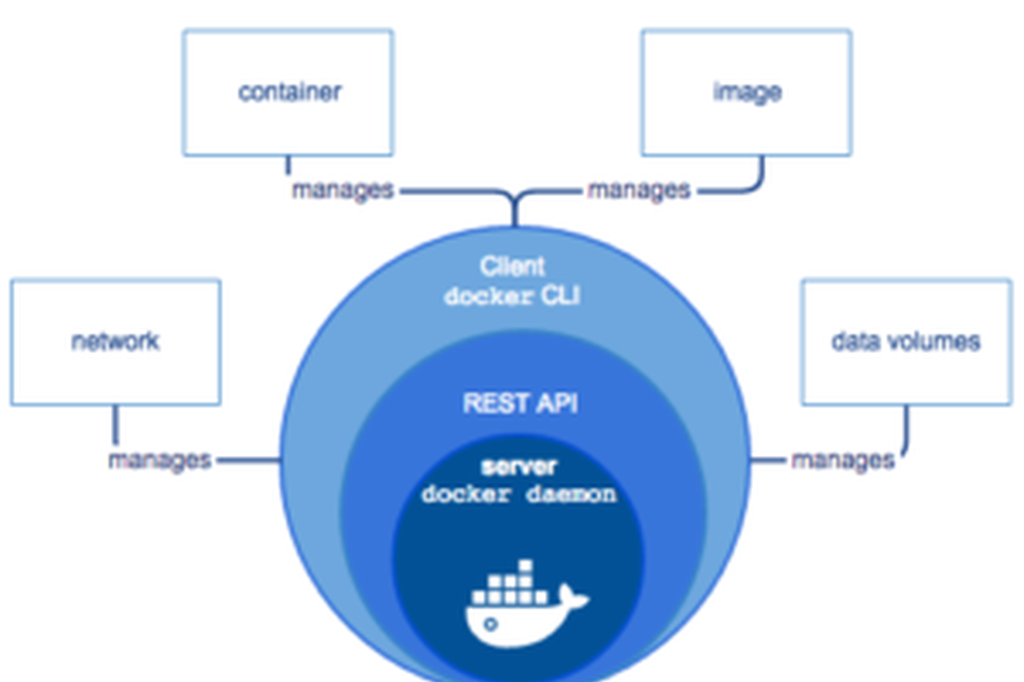 container
image
manages
manages
Client
docker CLI
network
data volumes
REST API
manages
server
docker daemon
manages